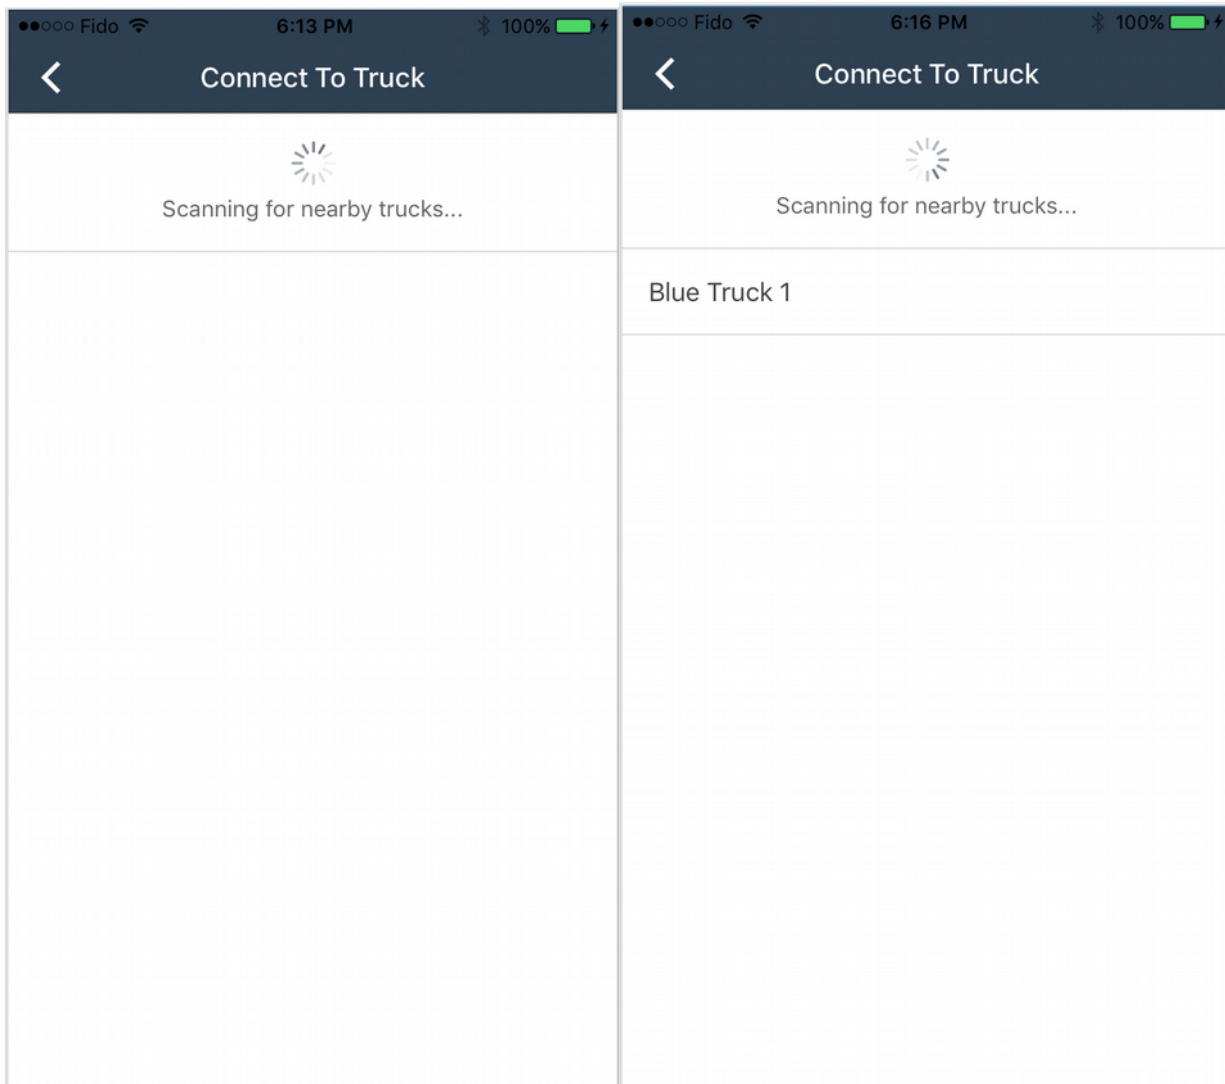 Fido 6:13 PM 100%
Connect To Truck
Scanning for nearby trucks...
Fido 6:16 PM 100%
Connect To Truck
Scanning for nearby trucks...
Blue Truck 1